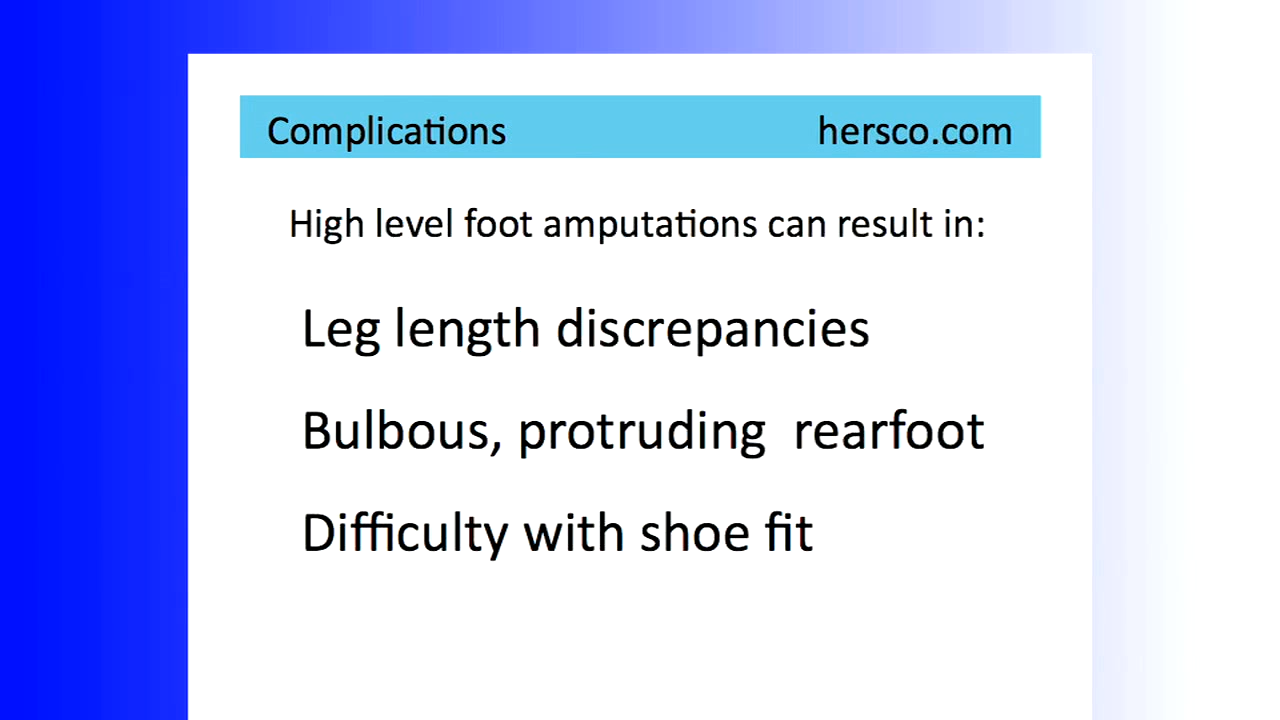 Complications hersco.com
High level foot amputations can result in:
Leg length discrepancies
Bulbous, protruding rearfoot
Difficulty with shoe fit